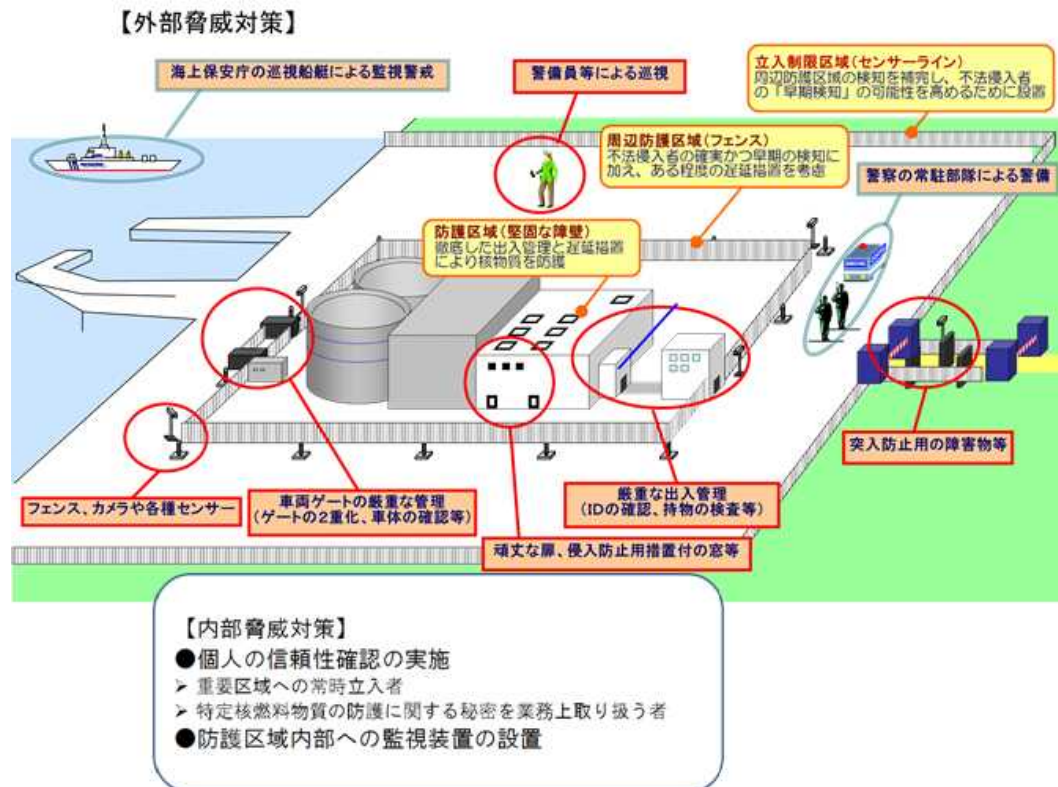 【外部脅威対策】
海上保安庁の巡視船艇による監視警戒
警備員等による巡視
立入制限区域(センサーライン)
周辺防護区域の検知を補完し、不法侵入者
の「早期検知」の可能性を高めるために設置
周辺防護区域(フェンス)
不法侵入者の確実かつ早期の検知に
加え、ある程度の遅延措置を考慮
警察の常駐部隊による警備
防護区域(堅固な障壁)
徹底した出入管理と遅延措置
により核物質を防護
突入防止用の障害物等
フェンス、カメラや各種センサー
車両ゲートの厳重な管理
(ゲートの2重化、車体の確認等)
厳重な出入管理
(IDの確認、持物の検査等)
頑丈な扉、侵入防止用措置付の窓等
【内部脅威対策】
●個人の信頼性確認の実施
➢ 重要区域への常時立入者
➢ 特定核燃料物質の防護に関する秘密を業務上取り扱う者
●防護区域内部への監視装置の設置